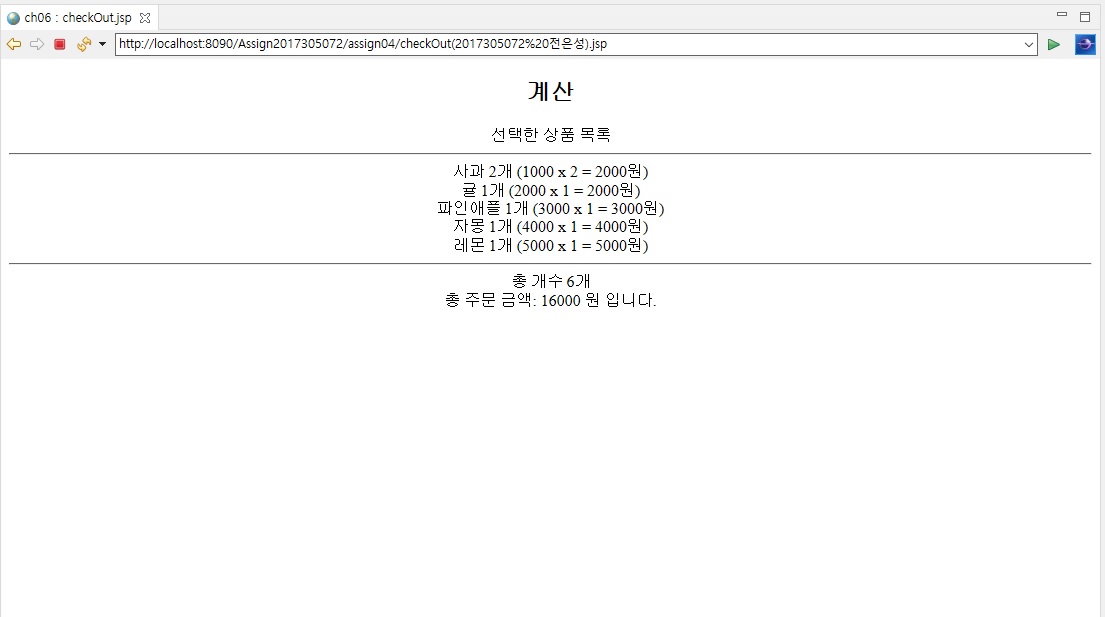 ch06 : checkOut.jsp
http://localhost:8090/Assign2017305072/assign04/checkOut(2017305072%20전은성).jsp
계산
선택한 상품 목록
사과 2개 (1000 x 2 = 2000원)
귤 1개 (2000 x 1 = 2000원)
파인애플 1개 (3000 x 1 = 3000원)
자몽 1개 (4000 x 1 = 4000원)
레몬 1개 (5000 x 1 = 5000원)
총 개수 6개
총 주문 금액: 16000 원 입니다.